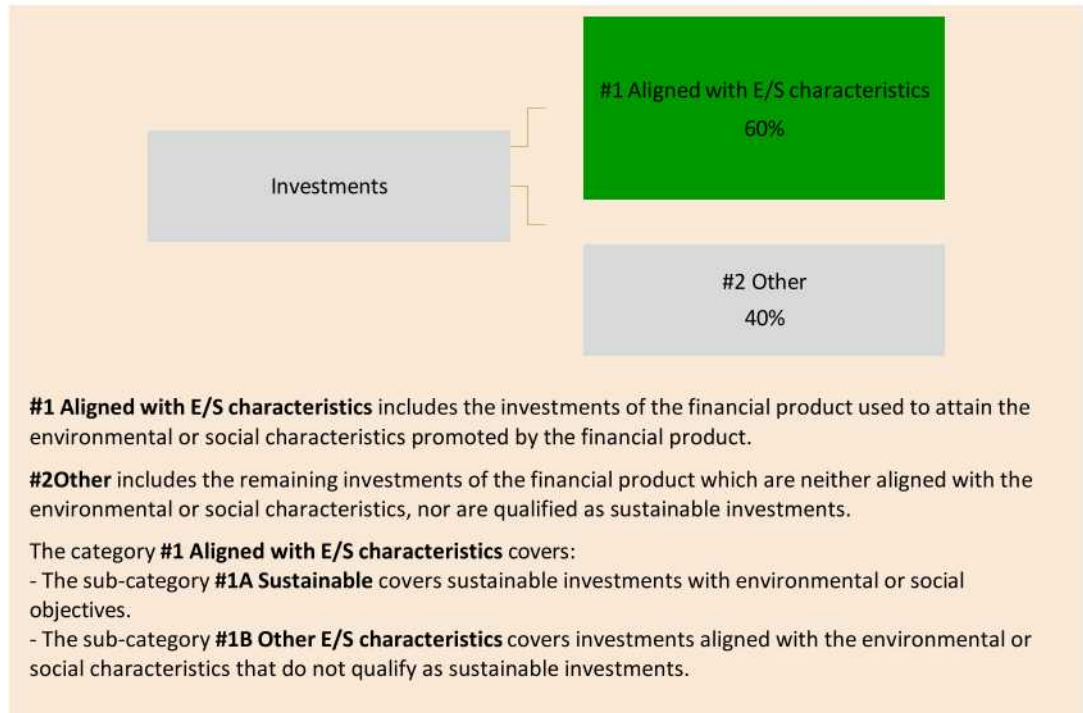 #1 Aligned with E/S characteristics
60%
Investments
#2 Other
40%
#1 Aligned with E/S characteristics includes the investments of the financial product used to attain the
environmental or social characteristics promoted by the financial product.
#2Other includes the remaining investments of the financial product which are neither aligned with the
environmental or social characteristics, nor are qualified as sustainable investments.
The category #1 Aligned with E/S characteristics covers:
- The sub-category #1A Sustainable covers sustainable investments with environmental or social
objectives.
- The sub-category #1B Other E/S characteristics covers investments aligned with the environmental or
social characteristics that do not qualify as sustainable investments.